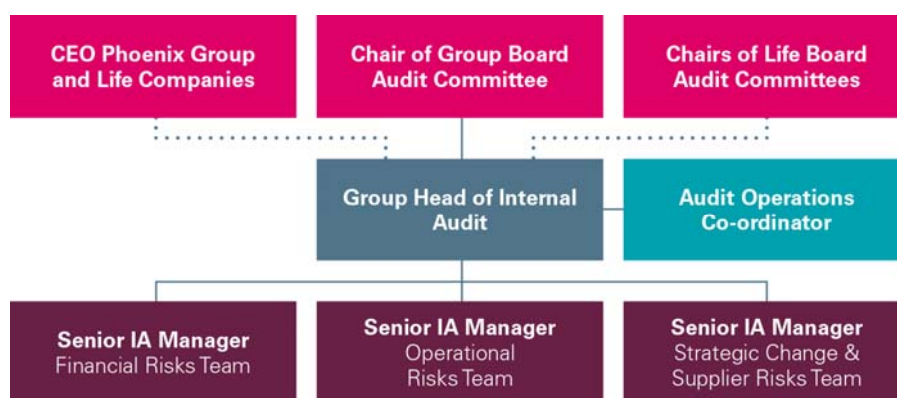 CEO Phoenix Group
and Life Companies
Chair of Group Board
Audit Committee
Chairs of Life Board
Audit Committees
Group Head of Internal
Audit
Audit Operations
Co-ordinator
Senior IA Manager
Financial Risks Team
Senior IA Manager
Operational
Risks Team
Senior IA Manager
Strategic Change &
Supplier Risks Team